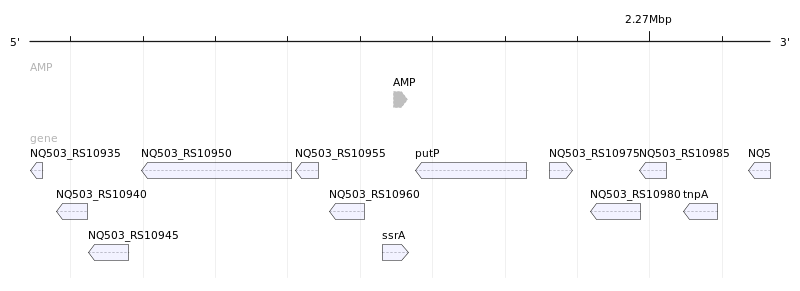 2.27Mbp
5' 3'
AMP
AMP
gene
NQ503_RS10935 NQ503_RS10950 NQ503_RS10955 putP NQ503_RS10975 NQ503_RS10985 NQ5
NQ503_RS10940 NQ503_RS10960 NQ503_RS10980 tnpA
NQ503_RS10945 ssrA